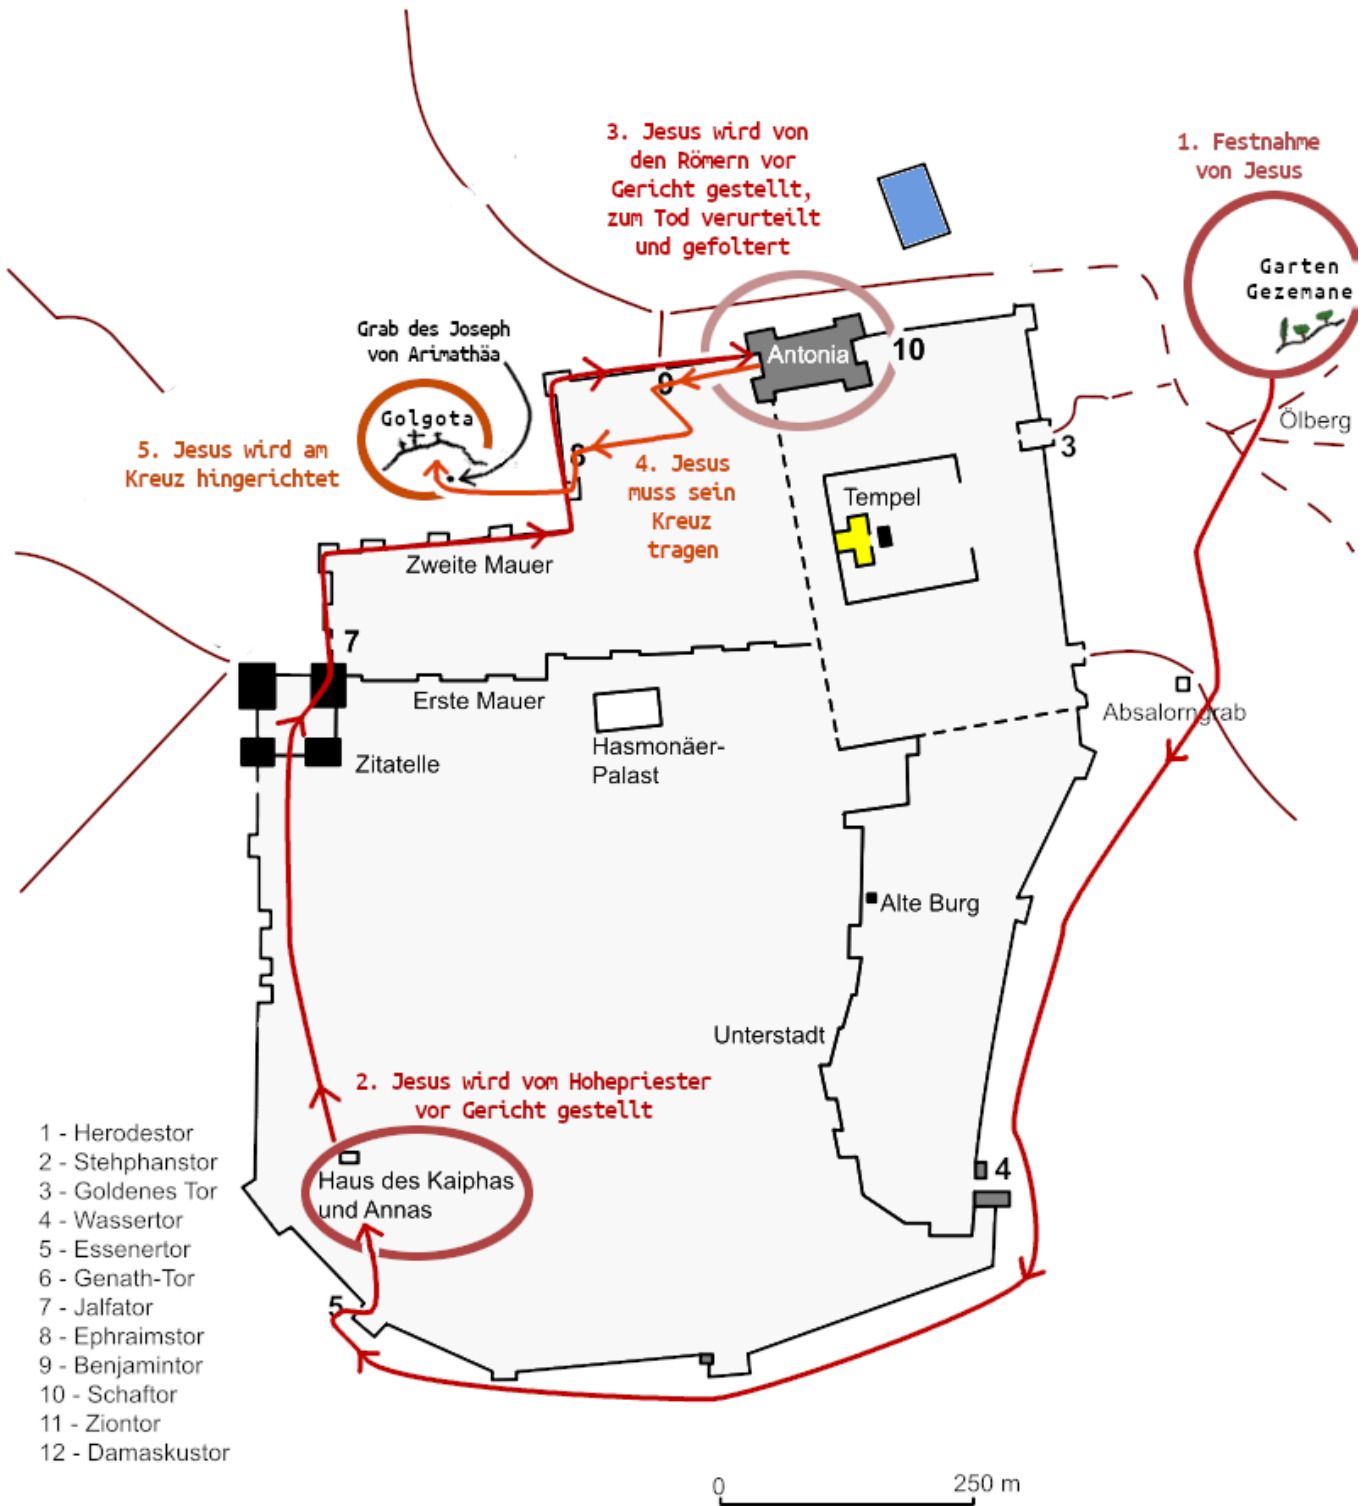 3. Jesus wird von
den Römern vor
Gericht gestellt,
zum Tod verurteilt
und gefoltert
1. Festnahme
von Jesus
Garten
Gezemane
Ölberg
Grab des Joseph
von Arimathäa
Golgota
5. Jesus wird am
Kreuz hingerichtet
Antonia
10
9
8
3
4. Jesus
muss sein
Kreuz
tragen
Tempel
Zweite Mauer
7
Erste Mauer
Hasmonäer-
Palast
Zitatelle
Absalorngrab
Alte Burg
Unterstadt
2. Jesus wird vom Hohepriester
vor Gericht gestellt
Haus des Kaiphas
und Annas
4
5
1 - Herodestor
2 - Stehphanstor
3 - Goldenes Tor
4 - Wassertor
5 - Essenertor
6 - Genath-Tor
7 - Jalfator
8 - Ephraimstor
9 - Benjamintor
10 - Schaftor
11 - Ziontor
12 - Damaskustor
0
250 m